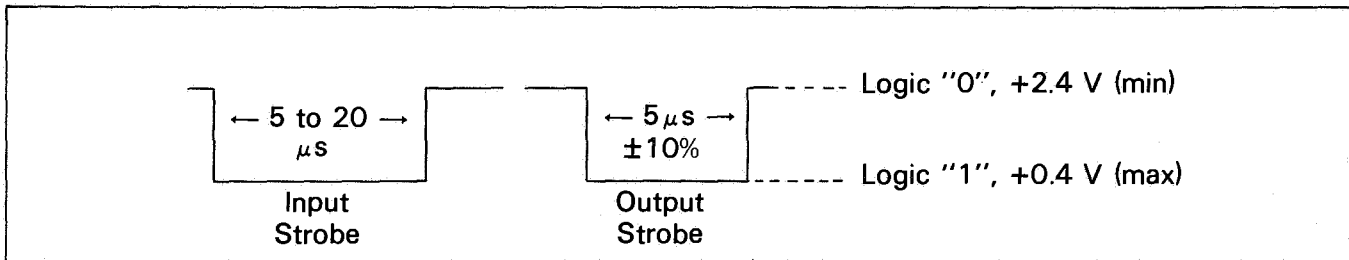 ← 5 to 20 →
μs
Input
Strobe
← 5μs →
±10%
Output
Strobe
Logic "0", +2.4 V (min)
Logic "1", +0.4 V (max)